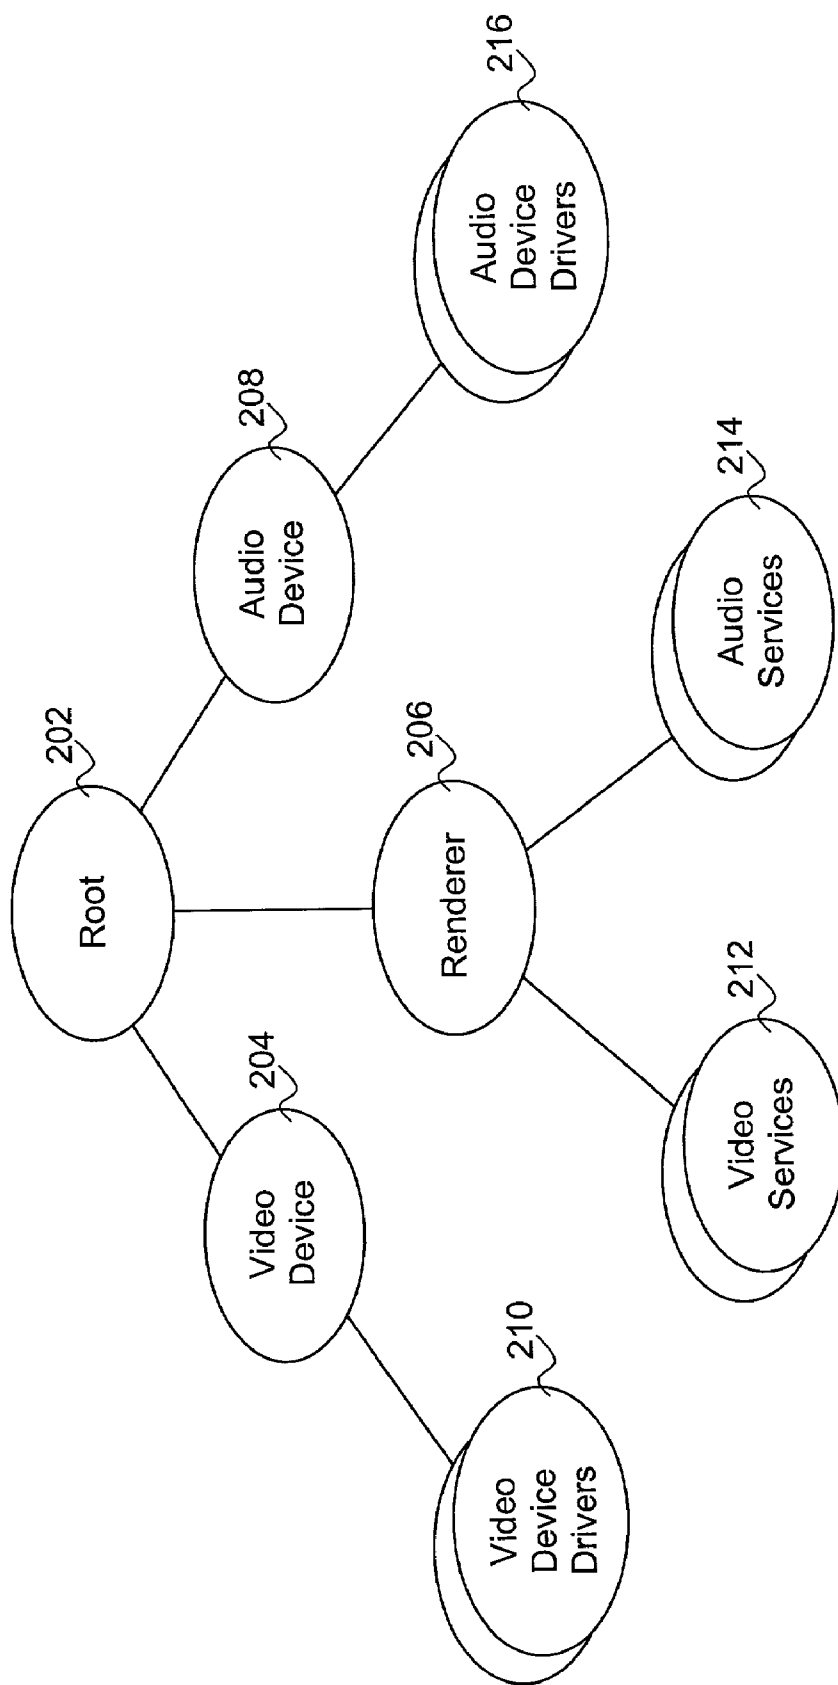 202
Root
204
Video
Device
206
Renderer
208
Audio
Device
210
Video
Device
Drivers
212
Video
Services
214
Audio
Services
216
Audio
Device
Drivers